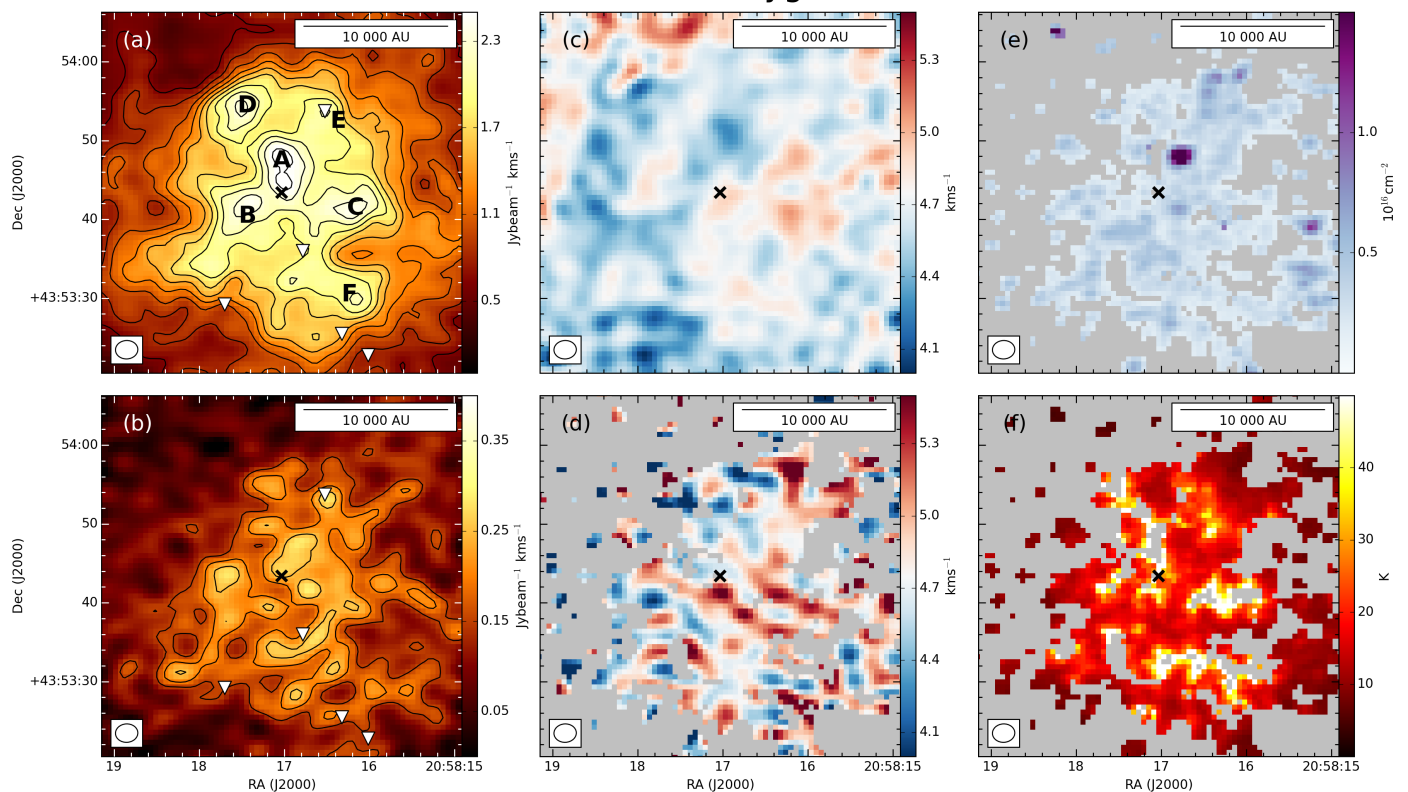 (a)
10 000 AU
D
E
A
B
C
F
54:00
50
40
+43:53:30
Dec (J2000)
2.3
1.7
1.1
0.5
Jybeam⁻¹ kms⁻¹
(c)
10 000 AU
5.3
5.0
4.7
4.4
4.1
kms⁻¹
(e)
10 000 AU
1.0
0.5
10¹⁶ cm⁻²
(b)
10 000 AU
54:00
50
40
+43:53:30
Dec (J2000)
0.35
0.25
0.15
0.05
Jybeam⁻¹ kms⁻¹
19
18
17
16
20:58:15
RA (J2000)
(d)
10 000 AU
5.3
5.0
4.7
4.4
4.1
kms⁻¹
19
18
17
16
20:58:15
RA (J2000)
(f)
10 000 AU
40
30
20
10
K
19
18
17
16
20:58:15
RA (J2000)